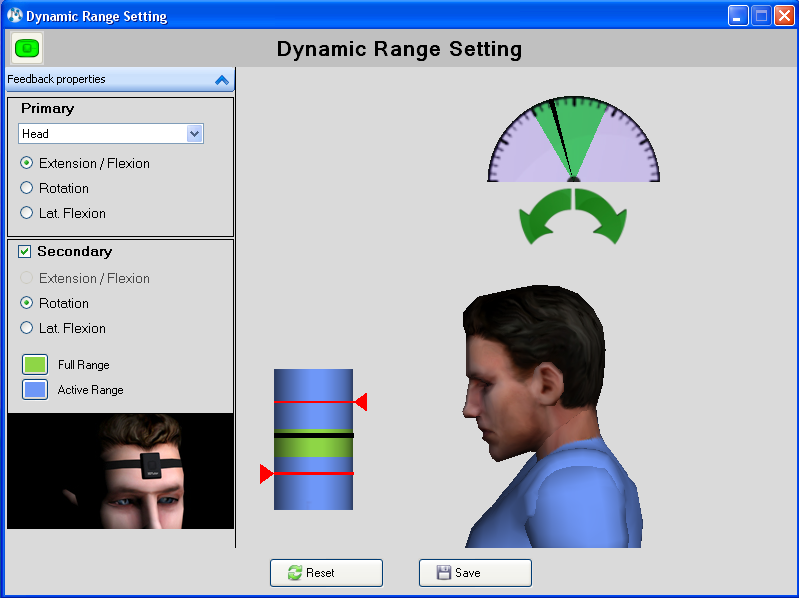 Dynamic Range Setting
Dynamic Range Setting
Feedback properties
Primary
Head
Extension / Flexion
Rotation
Lat. Flexion
Secondary
Extension / Flexion
Rotation
Lat. Flexion
Full Range
Active Range
Reset
Save